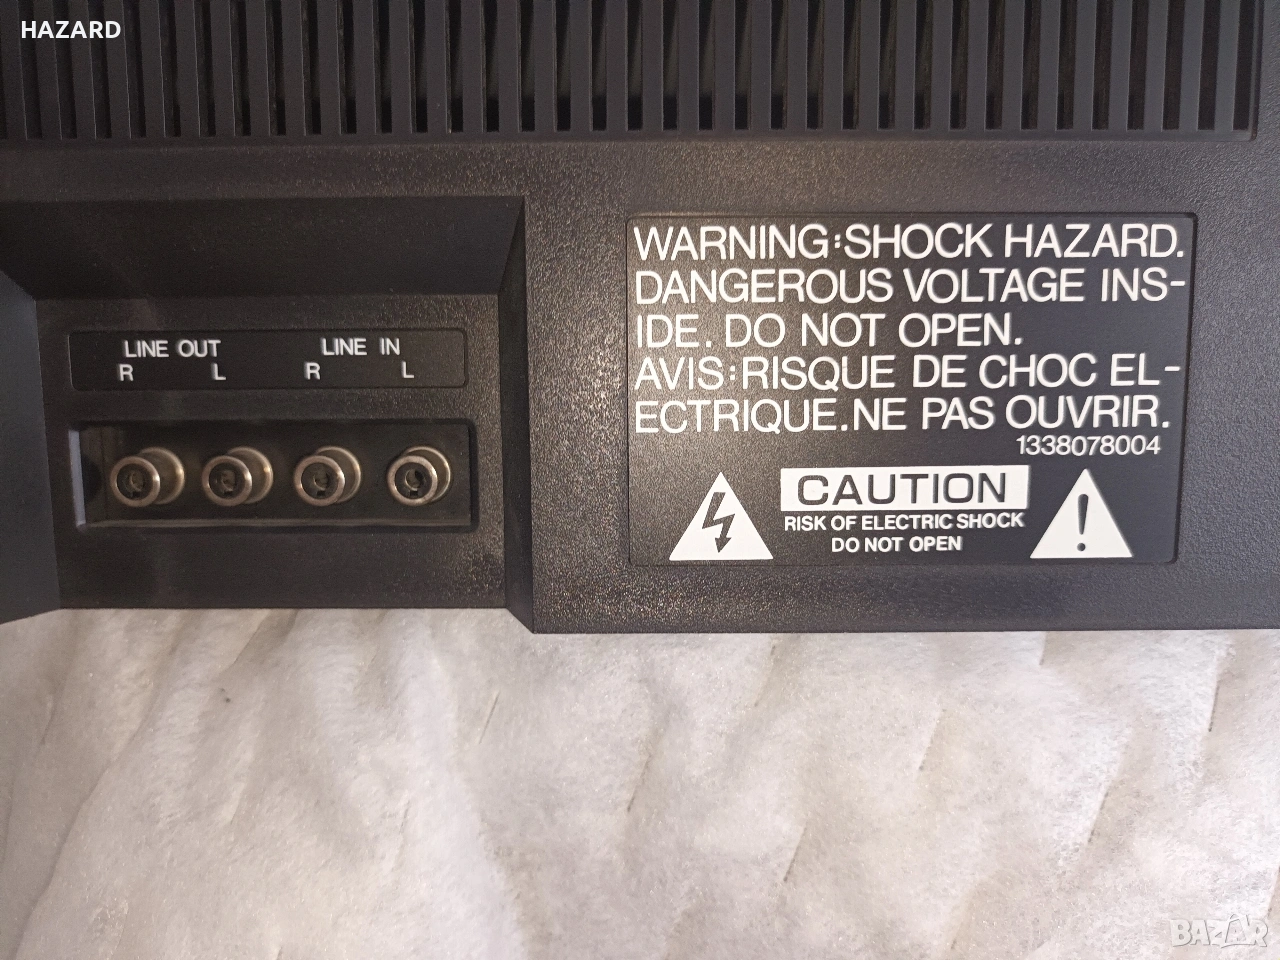 HAZARD
LINE OUT
R L
LINE IN
R L
WARNING:SHOCK HAZARD.
DANGEROUS VOLTAGE INS-
IDE. DO NOT OPEN.
AVIS:RISQUE DE CHOC EL-
ECTRIQUE.NE PAS OUVRIR.
1338078004
CAUTION
RISK OF ELECTRIC SHOCK
DO NOT OPEN
BAZAR